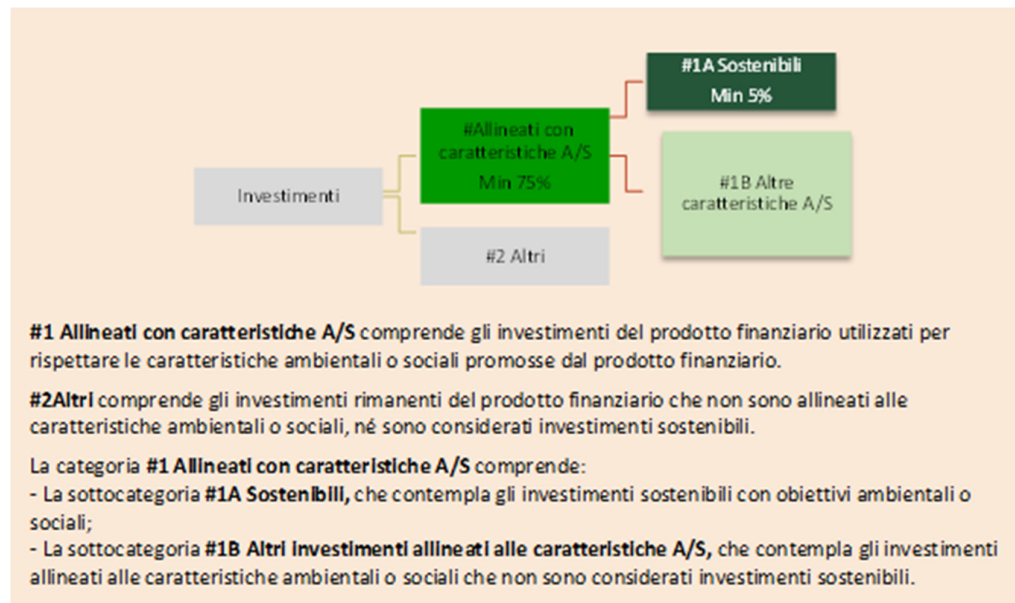 #1A Sostenibili
Min 5%
#Allineati con
caratteristiche A/S
Min 75%
#1B Altre
caratteristiche A/S
Investimenti
#2 Altri
#1 Allineati con caratteristiche A/S comprende gli investimenti del prodotto finanziario utilizzati per
rispettare le caratteristiche ambientali o sociali promosse dal prodotto finanziario.
#2Altri comprende gli investimenti rimanenti del prodotto finanziario che non sono allineati alle
caratteristiche ambientali o sociali, né sono considerati investimenti sostenibili.
La categoria #1 Allineati con caratteristiche A/S comprende:
- La sottocategoria #1A Sostenibili, che contempla gli investimenti sostenibili con obiettivi ambientali o
sociali;
- La sottocategoria #1B Altri investimenti allineati alle caratteristiche A/S, che contempla gli investimenti
allineati alle caratteristiche ambientali o sociali che non sono considerati investimenti sostenibili.